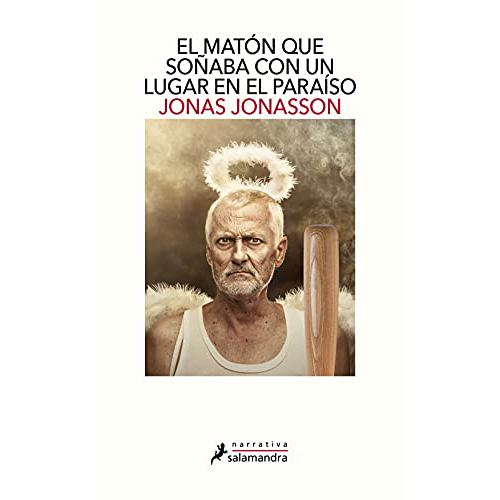 EL MATÓN QUE
SOÑABA CON UN
LUGAR EN EL PARAÍSO
JONAS JONASSON
narrativa
salamandra